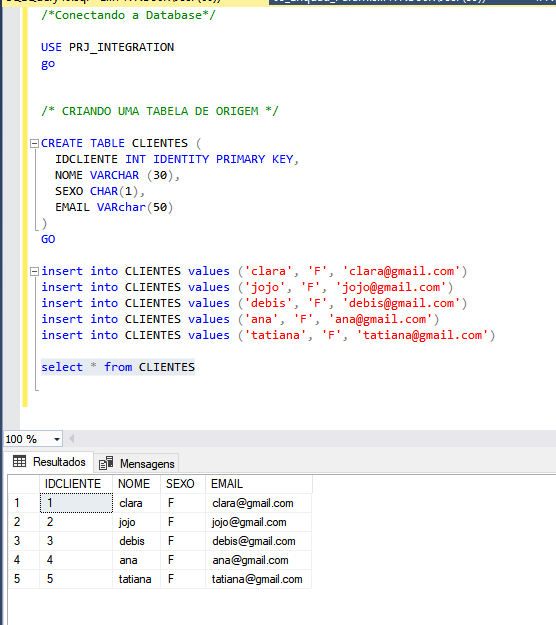 /*Conectando a Database*/
USE PRJ_INTEGRATION
go
/* CRIANDO UMA TABELA DE ORIGEM */
CREATE TABLE CLIENTES (
IDCLIENTE INT IDENTITY PRIMARY KEY,
NOME VARCHAR (30),
SEXO CHAR(1),
EMAIL VARchar(50)
)
GO
insert into CLIENTES values ('clara', 'F', 'clara@gmail.com')
insert into CLIENTES values ('jojo', 'F', 'jojo@gmail.com')
insert into CLIENTES values ('debis', 'F', 'debis@gmail.com')
insert into CLIENTES values ('ana', 'F', 'ana@gmail.com')
insert into CLIENTES values ('tatiana', 'F', 'tatiana@gmail.com')
select * from CLIENTES
100 %
Resultados Mensagens
IDCLIENTE NOME SEXO EMAIL
1 1 clara F clara@gmail.com
2 2 jojo F jojo@gmail.com
3 3 debis F debis@gmail.com
4 4 ana F ana@gmail.com
5 5 tatiana F tatiana@gmail.com